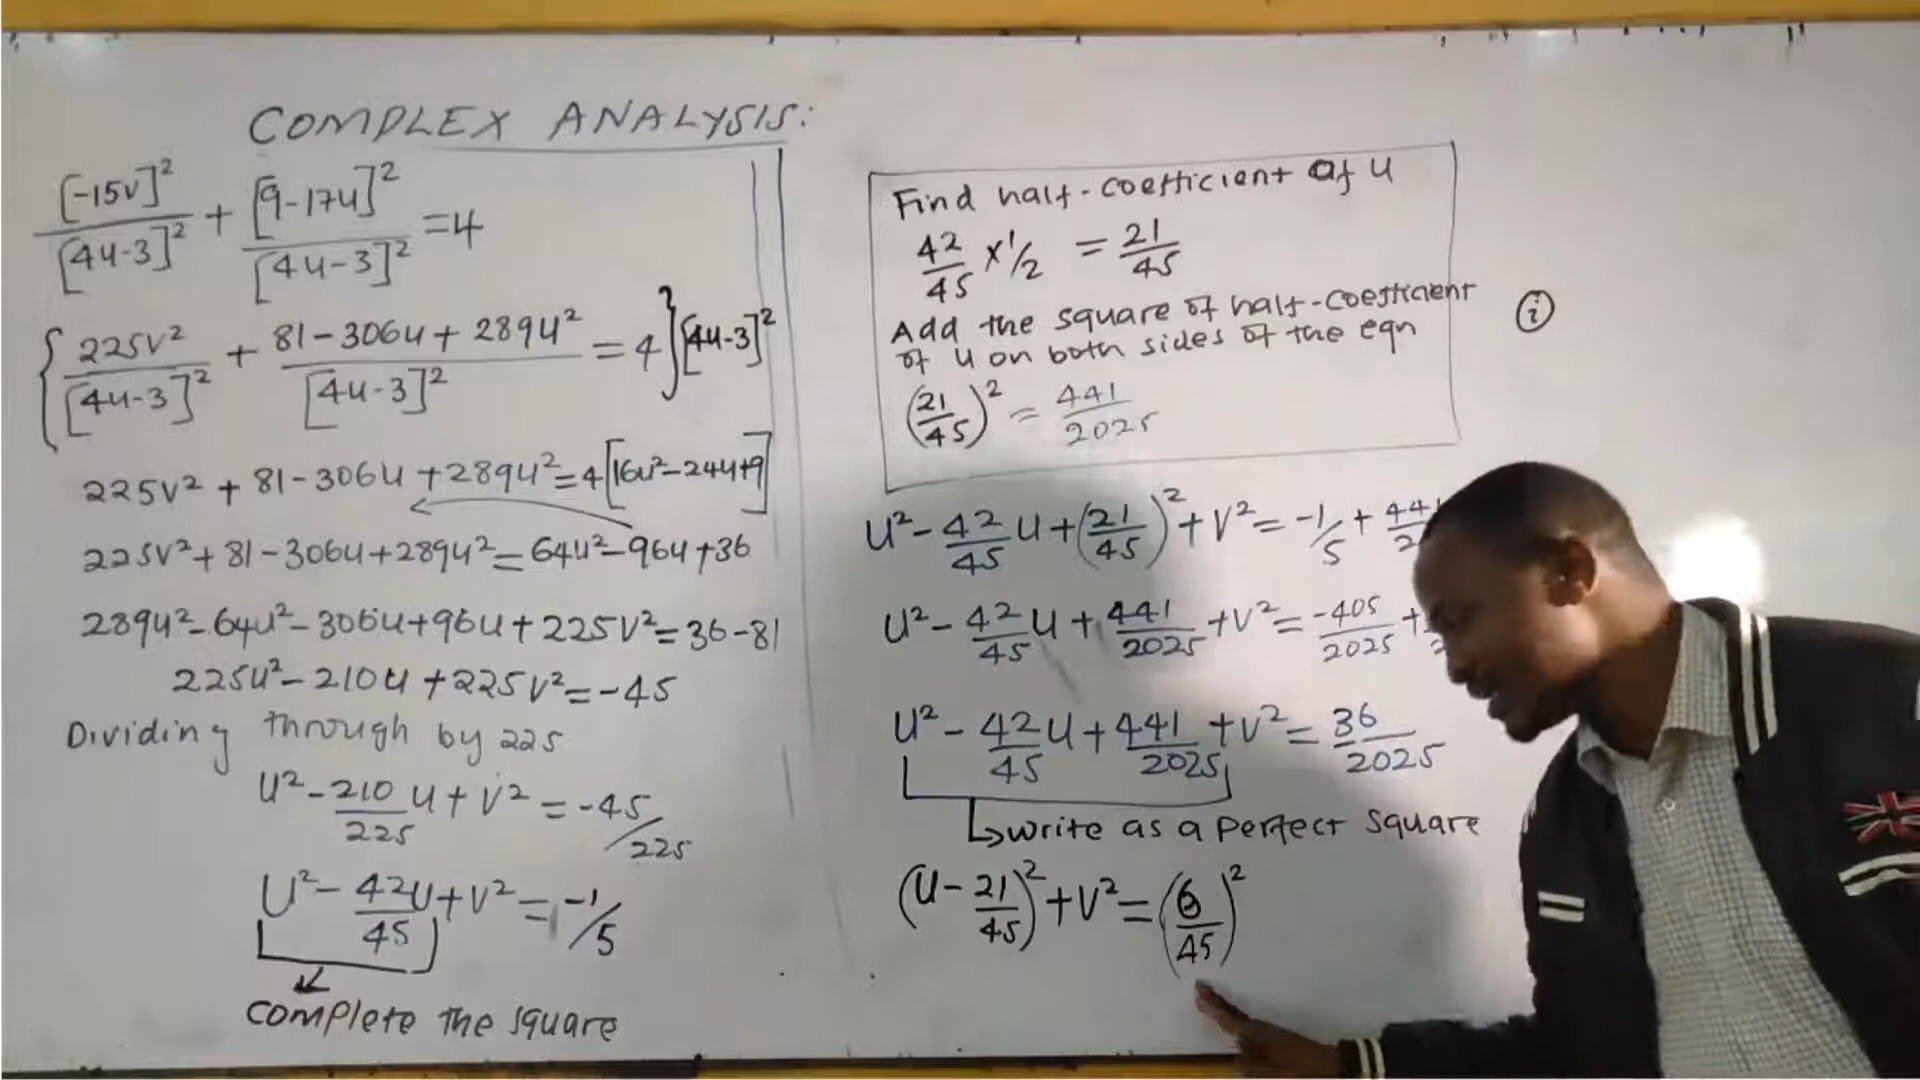 COMPLEX ANALYSIS:
[-15V]²/[4U-3]² + [9-17U]²/[4U-3]² = 4
{225V²/[4U-3]² + 81-306U+289U²/[4U-3]² = 4}[4U-3]²
225V² + 81-306U+289U² = 4[16U²-24U+9]
225V²+81-306U+289U² = 64U²-96U+36
289U²-64U²-306U+96U+225V² = 36-81
225U²-210U+225V² = -45
Dividing through by 225
U² - 210/225 U + V² = -45/225
U² - 42U/45 + V² = -1/5
complete the square
Find half-coefficient of U
42/45 x 1/2 = 21/45
Add the square of half-coefficient
of U on both sides of the eqn
(21/45)² = 441/2025
i
U² - 42/45 U + (21/45)² + V² = -1/5 +
U² - 42/45 U + 441/2025 + V² = -405/2025 +
U² - 42/45 U + 441/2025 + V² = 36/2025
write as a perfect square
(U - 21/45)² + V² = (6/45)²